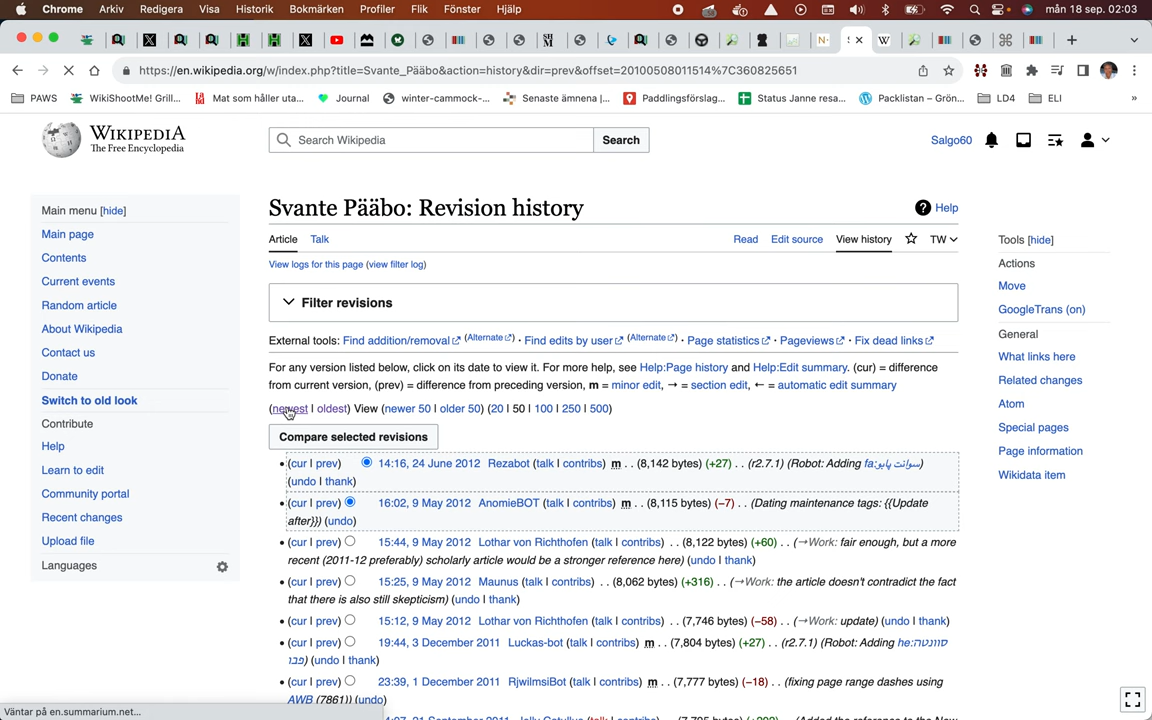 Chrome Arkiv Redigera Visa Historik Bokmärken Profiler Flik Fönster Hjälp mån 18 sep. 02:03
https://en.wikipedia.org/w/index.php?title=Svante_Pääbo&action=history&dir=prev&offset=20100508011514%7C360825651
PAWS WikiShootMe! Grill... Mat som håller uta... Journal winter-cammock-... Senaste ämnena |... Paddlingsförslag... Status Janne resa... Packlistan – Grön... LD4 ELI »
WIKIPEDIA
The Free Encyclopedia
Search Wikipedia Search
Salgo60
Main menu [hide]
Main page
Contents
Current events
Random article
About Wikipedia
Contact us
Donate
Switch to old look
Contribute
Help
Learn to edit
Community portal
Recent changes
Upload file
Languages
Svante Pääbo: Revision history
Help
Article Talk Read Edit source View history TW
View logs for this page (view filter log)
Filter revisions
External tools: Find addition/removal (Alternate) · Find edits by user (Alternate) · Page statistics · Pageviews · Fix dead links
For any version listed below, click on its date to view it. For more help, see Help:Page history and Help:Edit summary. (cur) = difference
from current version, (prev) = difference from preceding version, m = minor edit, → = section edit, ← = automatic edit summary
(newest | oldest) View (newer 50 | older 50) (20 | 50 | 100 | 250 | 500)
Compare selected revisions
• (cur | prev) 14:16, 24 June 2012 Rezabot (talk | contribs) m . . (8,142 bytes) (+27) . . (r2.7.1) (Robot: Adding fa:سوانت پابو)
(undo | thank)
• (cur | prev) 16:02, 9 May 2012 AnomieBOT (talk | contribs) m . . (8,115 bytes) (−7) . . (Dating maintenance tags: {{Update
after}}) (undo)
• (cur | prev) 15:44, 9 May 2012 Lothar von Richthofen (talk | contribs) . . (8,122 bytes) (+60) . . (→Work: fair enough, but a more
recent (2011-12 preferably) scholarly article would be a stronger reference here) (undo | thank)
• (cur | prev) 15:25, 9 May 2012 Maunus (talk | contribs) . . (8,062 bytes) (+316) . . (→Work: the article doesn't contradict the fact
that there is also still skepticism) (undo | thank)
• (cur | prev) 15:12, 9 May 2012 Lothar von Richthofen (talk | contribs) . . (7,746 bytes) (−58) . . (→Work: update) (undo | thank)
• (cur | prev) 19:44, 3 December 2011 Luckas-bot (talk | contribs) m . . (7,804 bytes) (+27) . . (r2.7.1) (Robot: Adding he:סוונטה
פבו) (undo | thank)
• (cur | prev) 23:39, 1 December 2011 RjwilmsiBot (talk | contribs) m . . (7,777 bytes) (−18) . . (fixing page range dashes using
AWB (7861)) (undo)
Tools [hide]
Actions
Move
GoogleTrans (on)
General
What links here
Related changes
Atom
Special pages
Page information
Wikidata item
Väntar på en.summarium.net...